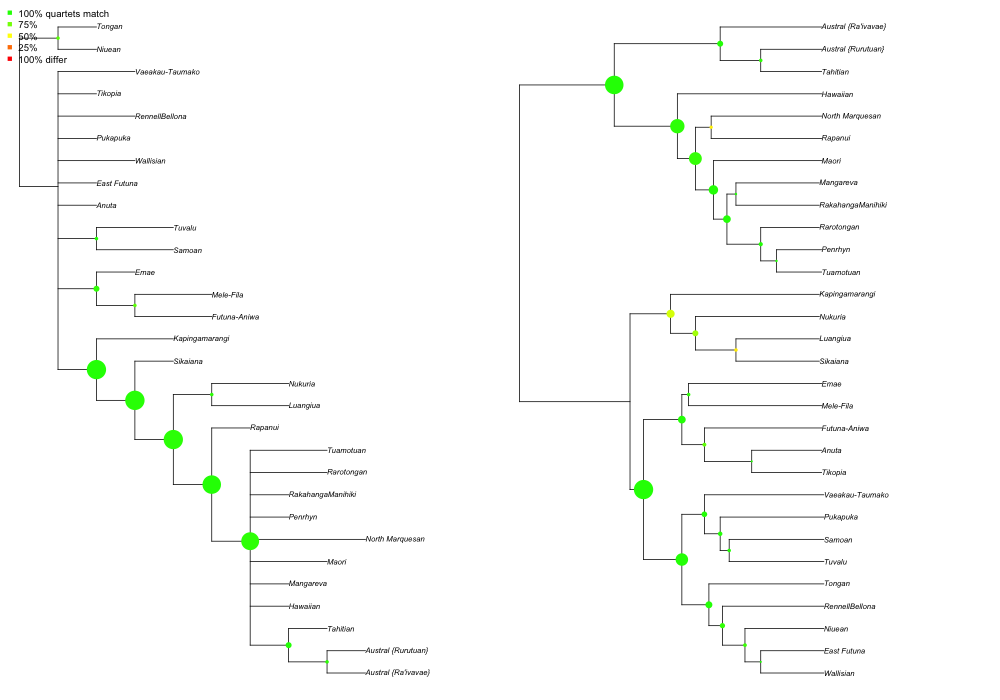 100% quartets match
75%
50%
25%
100% differ
Tongan
Niuean
Vaeakau-Taumako
Tikopia
RennellBellona
Pukapuka
Wallisian
East Futuna
Anuta
Tuvalu
Samoan
Emae
Mele-Fila
Futuna-Aniwa
Kapingamarangi
Sikaiana
Nukuria
Luangiua
Rapanui
Tuamotuan
Rarotongan
RakahangaManihiki
Penrhyn
North Marquesan
Maori
Mangareva
Hawaiian
Tahitian
Austral {Rurutuan}
Austral {Ra'ivavae}
Austral {Ra'ivavae}
Austral {Rurutuan}
Tahitian
Hawaiian
North Marquesan
Rapanui
Maori
Mangareva
RakahangaManihiki
Rarotongan
Penrhyn
Tuamotuan
Kapingamarangi
Nukuria
Luangiua
Sikaiana
Emae
Mele-Fila
Futuna-Aniwa
Anuta
Tikopia
Vaeakau-Taumako
Pukapuka
Samoan
Tuvalu
Tongan
RennellBellona
Niuean
East Futuna
Wallisian